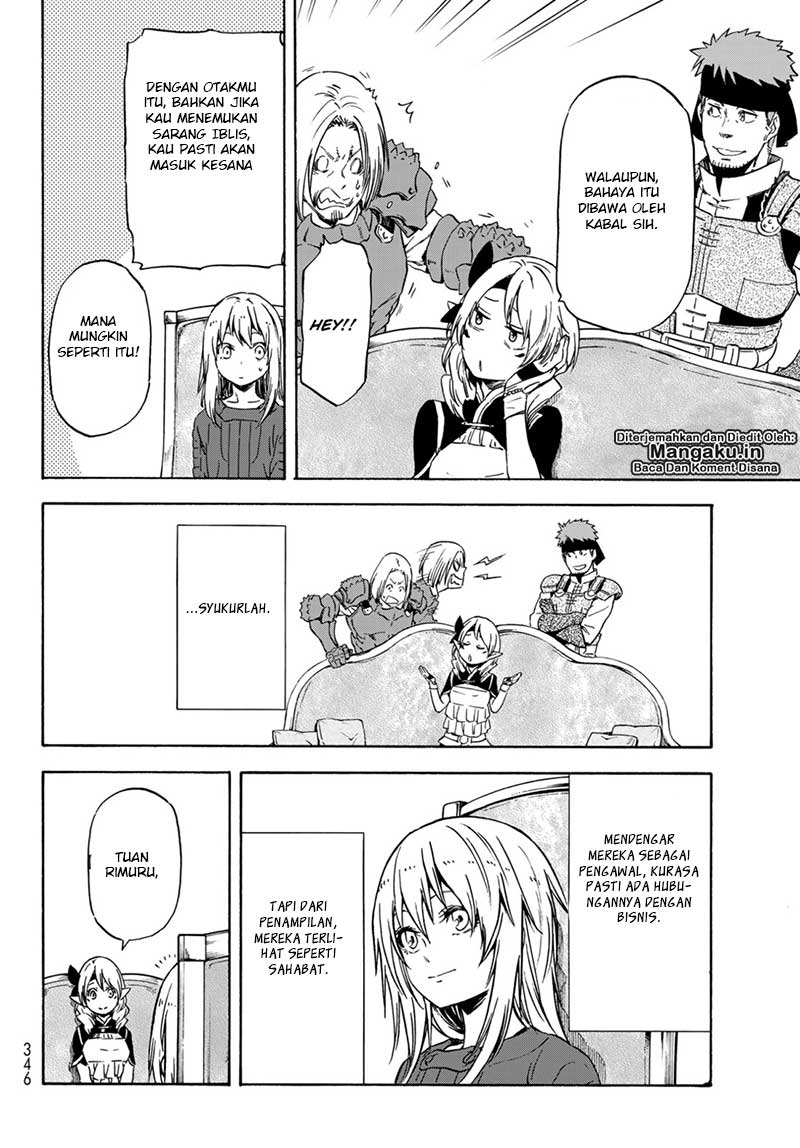 WALAUPUN,
BAHAYA ITU
DIBAWA OLEH
KABAL SIH.
HEY!!
DENGAN OTAKMU
ITU, BAHKAN JIKA
KAU MENEMUKAN
SARANG IBLIS,
KAU PASTI AKAN
MASUK KESANA
MANA
MUNGKIN
SEPERTI ITU!
Diterjemahkan dan Diedit Oleh:
Mangaku.in
Baca Dan Koment Disana
...SYUKURLAH.
MENDENGAR
MEREKA SEBAGAI
PENGAWAL, KURASA
PASTI ADA HUBU-
NGANNYA DENGAN
BISNIS.
TAPI DARI
PENAMPILAN,
MEREKA TERLI-
HAT SEPERTI
SAHABAT.
TUAN
RIMURU,
346